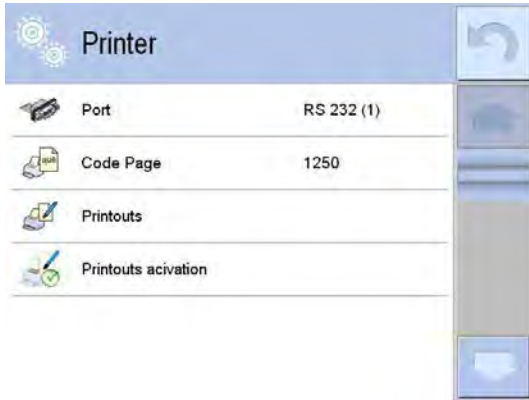 Printer
Port RS 232 (1)
Code Page 1250
Printouts
Printouts acivation